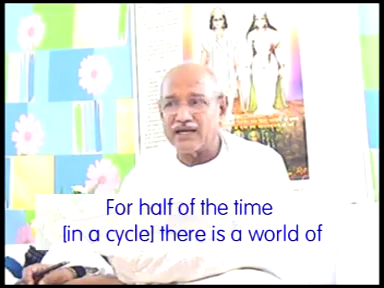 For half of the time
[in a cycle] there is a world of